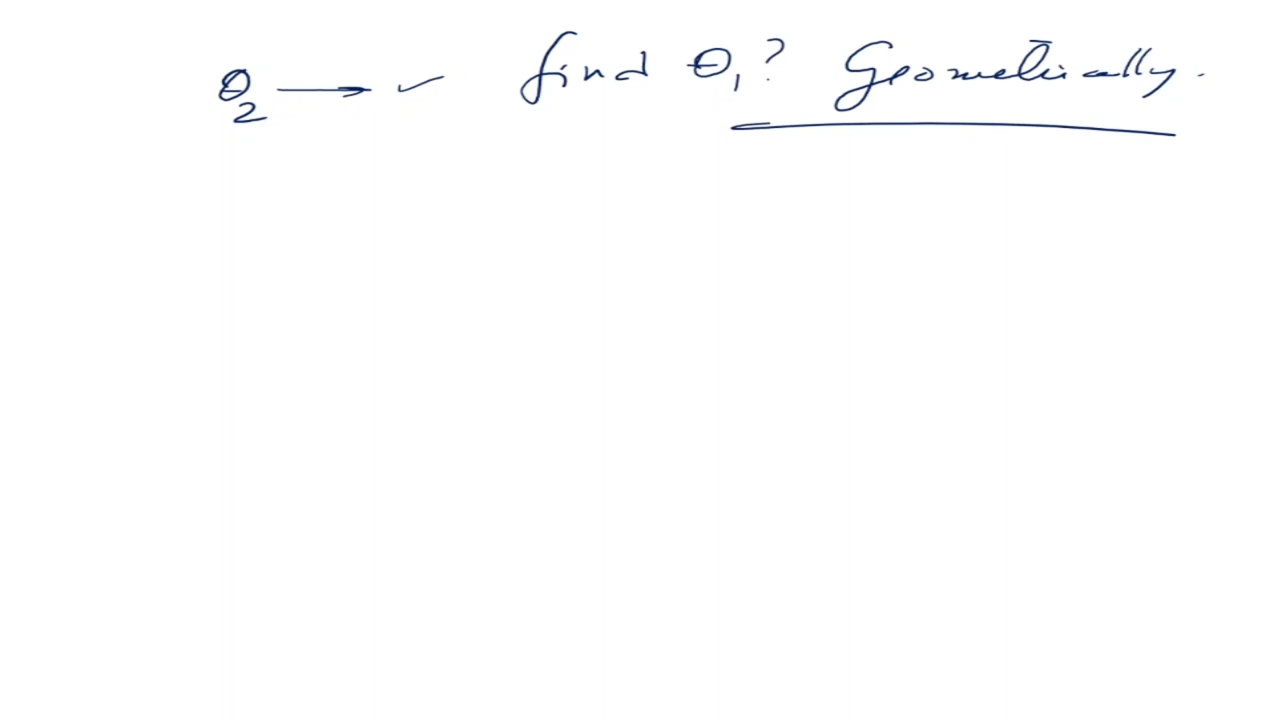 θ₂ → ✓ find θ₁? Geometrically.